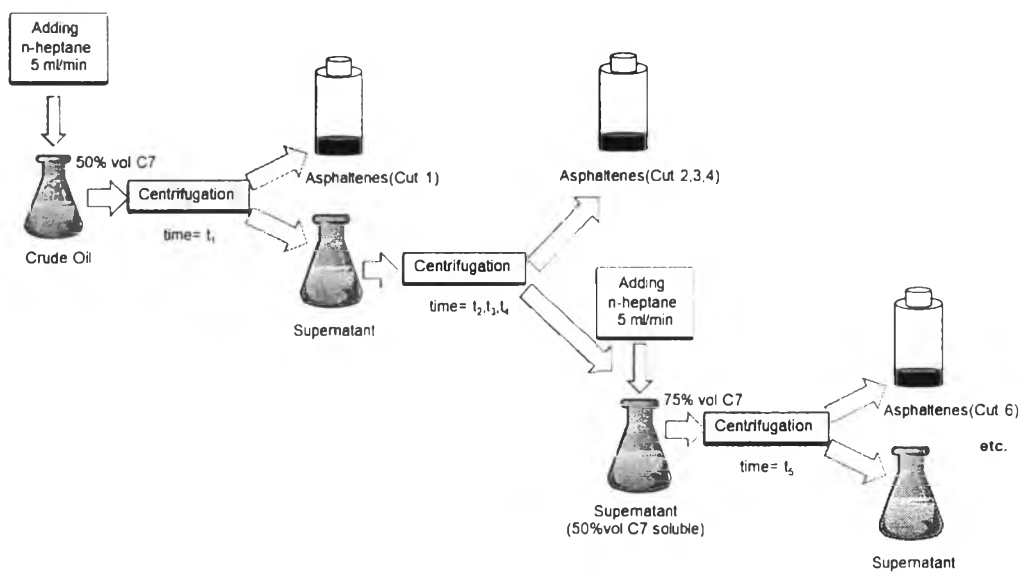 Adding
n-heptane
5 ml/min
50% vol C7
Crude Oil
Centrifugation
time= t₁
Asphaltenes(Cut 1)
Supernatant
Centrifugation
time= t₂,t₃,t₄
Asphaltenes(Cut 2,3,4)
Adding
n-heptane
5 ml/min
75% vol C7
Supernatant
(50%vol C7 soluble)
Centrifugation
time= t₅
Asphaltenes(Cut 6)
etc.
Supernatant